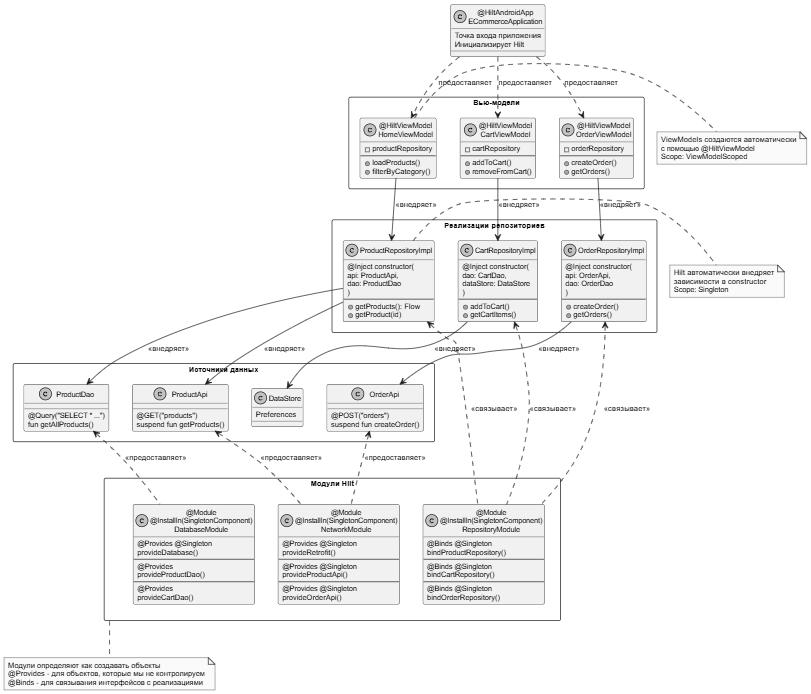 @HiltAndroidApp
ECommerceApplication
Точка входа приложения
Инициализирует Hilt
предоставляет
предоставляет
предоставляет
Вью-модели
@HiltViewModel
HomeViewModel
productRepository
loadProducts()
filterByCategory()
@HiltViewModel
CartViewModel
cartRepository
addToCart()
removeFromCart()
@HiltViewModel
OrderViewModel
orderRepository
createOrder()
getOrders()
ViewModels создаются автоматически
с помощью @HiltViewModel
Scope: ViewModelScoped
«внедряет»
«внедряет»
«внедряет»
Реализации репозиториев
ProductRepositoryImpl
@Inject constructor(
api: ProductApi,
dao: ProductDao
)
getProducts(): Flow
getProduct(id)
CartRepositoryImpl
@Inject constructor(
dao: CartDao,
dataStore: DataStore
)
addToCart()
getCartItems()
OrderRepositoryImpl
@Inject constructor(
api: OrderApi,
dao: OrderDao
)
createOrder()
getOrders()
Hilt автоматически внедряет
зависимости в constructor
Scope: Singleton
«внедряет»
«внедряет»
«внедряет»
«внедряет»
Источники данных
C ProductDao
@Query("SELECT * ...")
fun getAllProducts()
C ProductApi
@GET("products")
suspend fun getProducts()
C DataStore
Preferences
C OrderApi
@POST("orders")
suspend fun createOrder()
«связывает»
«связывает»
«связывает»
«предоставляет»
«предоставляет»
«предоставляет»
Модули Hilt
@Module
@InstallIn(SingletonComponent)
DatabaseModule
@Provides @Singleton
provideDatabase()
@Provides
provideProductDao()
@Provides
provideCartDao()
@Module
@InstallIn(SingletonComponent)
NetworkModule
@Provides @Singleton
provideRetrofit()
@Provides @Singleton
provideProductApi()
@Provides @Singleton
provideOrderApi()
@Module
@InstallIn(SingletonComponent)
RepositoryModule
@Binds @Singleton
bindProductRepository()
@Binds @Singleton
bindCartRepository()
@Binds @Singleton
bindOrderRepository()
Модули определяют как создавать объекты
@Provides - для объектов, которые мы не контролируем
@Binds - для связывания интерфейсов с реализациями